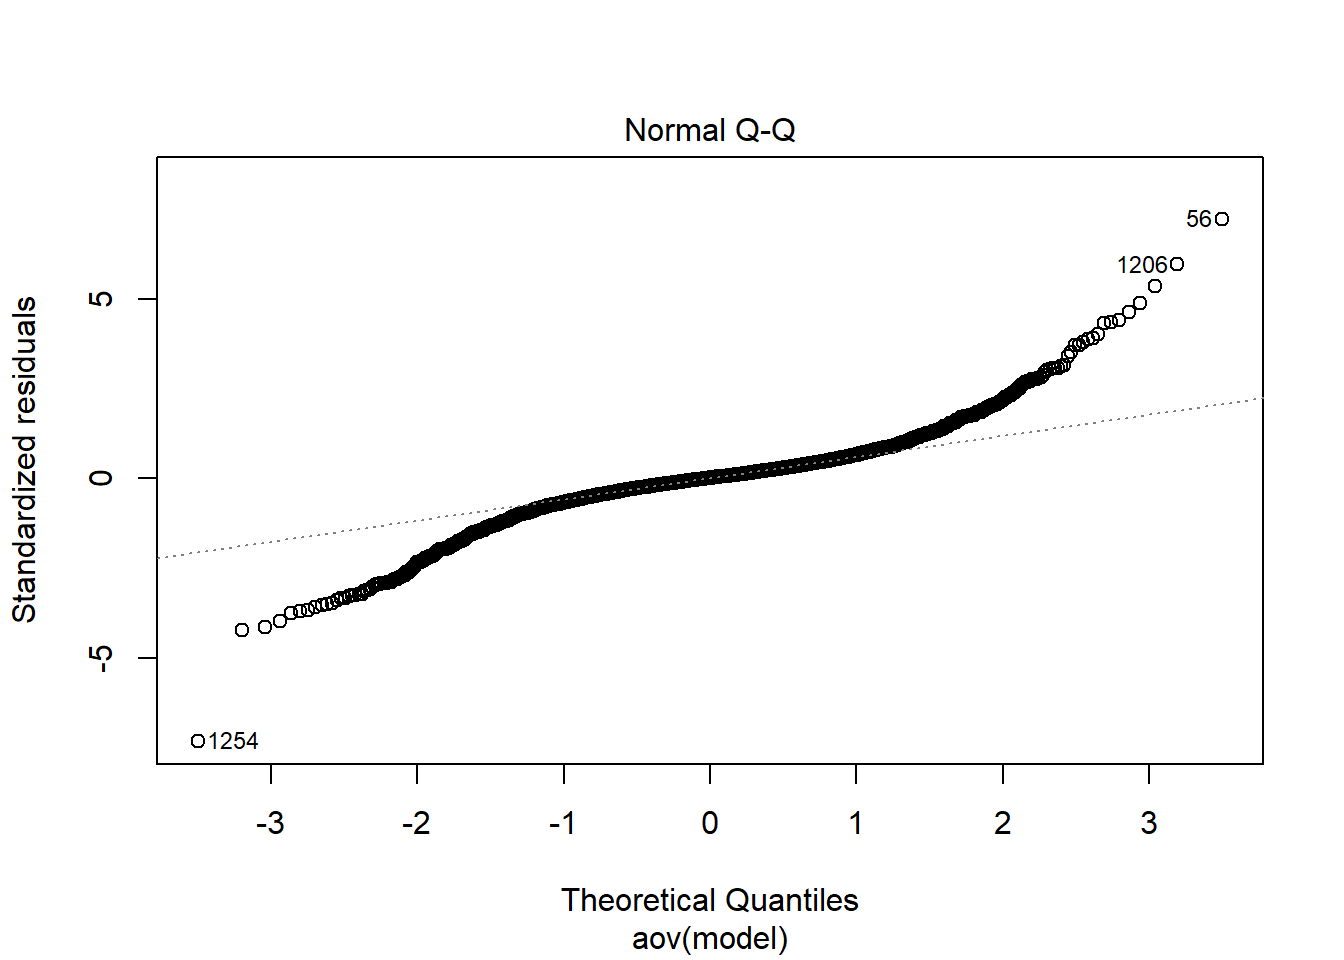 Normal Q-Q
56
1206
1254
Standardized residuals
5
0
-5
-3 -2 -1 0 1 2 3
Theoretical Quantiles
aov(model)